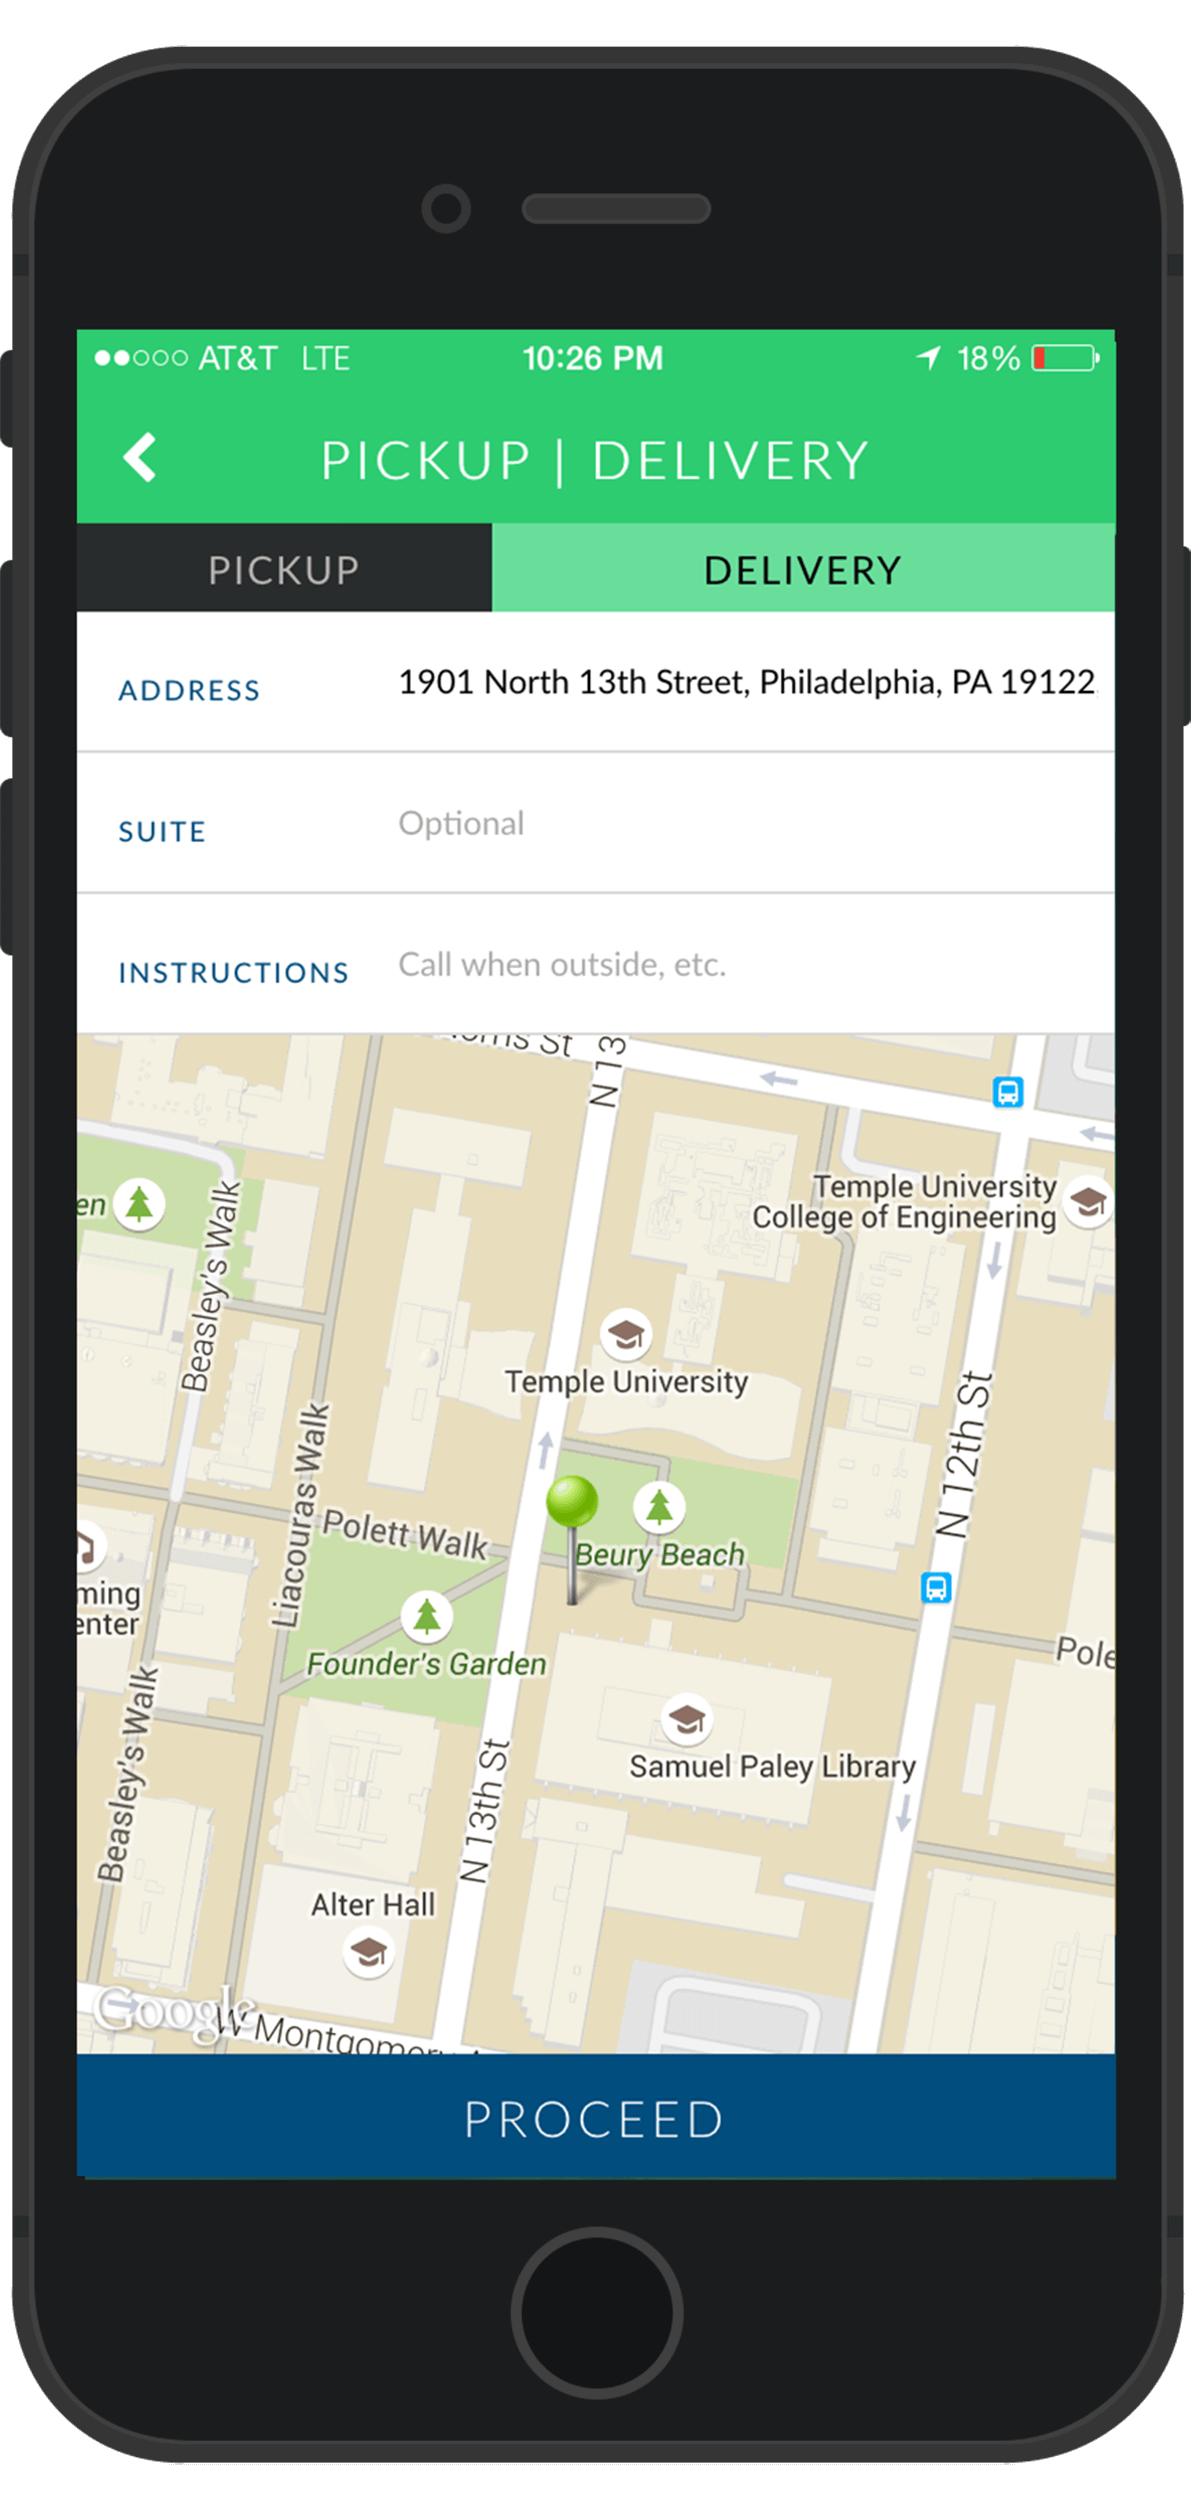 AT&T LTE 10:26 PM 18%
PICKUP | DELIVERY
PICKUP DELIVERY
ADDRESS 1901 North 13th Street, Philadelphia, PA 19122
SUITE Optional
INSTRUCTIONS Call when outside, etc.
St
N 13
Temple University
College of Engineering
en
Beasley's Walk
Temple University
N 12th St
Liacouras Walk
Polett Walk
Beury Beach
ming
enter
Founder's Garden
Pole
Beasley's Walk
Samuel Paley Library
N 13th St
Alter Hall
Google
W Montgomery
PROCEED